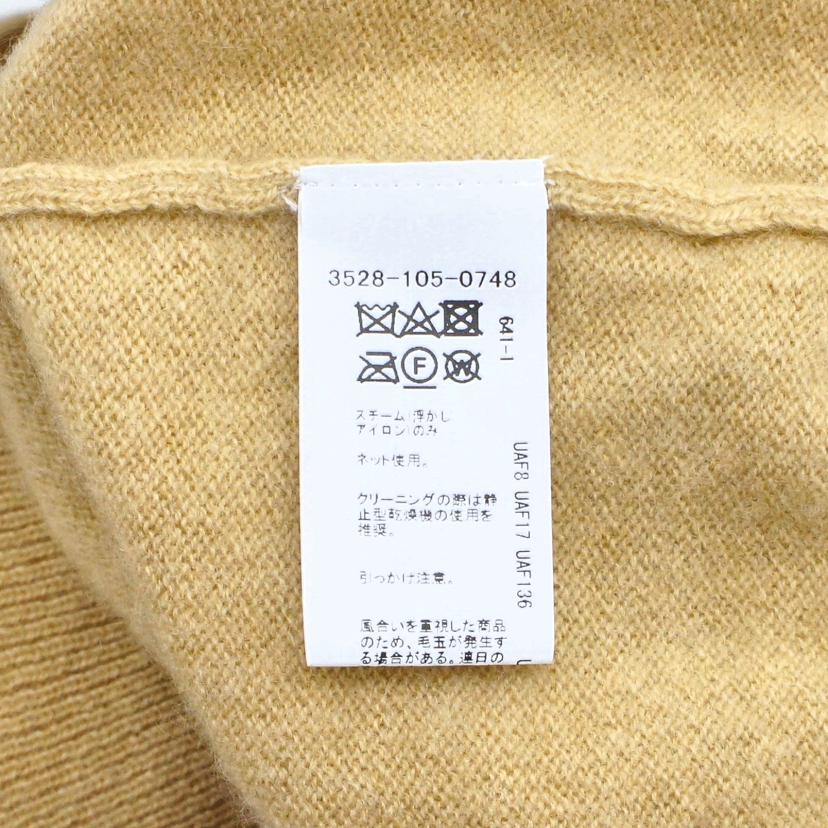 3528-105-0748
641-1
F
W
スチーム(浮かし
アイロン)のみ
ネット使用。
クリーニングの際は静
止型乾燥機の使用を
推奨。
引っかけ注意。
風合いを重視した商品
のため、毛玉が発生す
る場合がある。連日の
UAF8 UAF17 UAF136